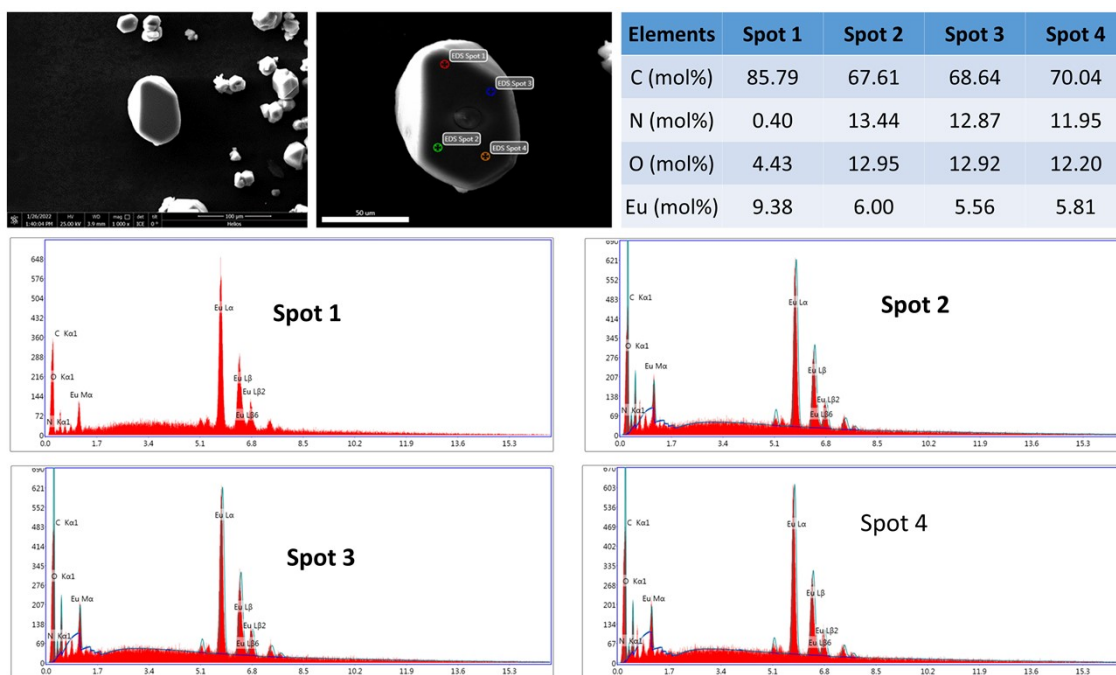 EDS Spot 1
EDS Spot 3
EDS Spot 2
EDS Spot 4
50 um
1/26/2022 HV WD mag det tilt
1:40:04 PM 25.00 kV 3.9 mm 1 000 x ICE 0 °
100 µm
Helios
Elements Spot 1 Spot 2 Spot 3 Spot 4
C (mol%) 85.79 67.61 68.64 70.04
N (mol%) 0.40 13.44 12.87 11.95
O (mol%) 4.43 12.95 12.92 12.20
Eu (mol%) 9.38 6.00 5.56 5.81
Spot 1
648
576
504
432
360
288
216
144
72
0
C Kα1
O Kα1
N Kα1
Eu Mα
Eu Lα
Eu Lβ
Eu Lβ2
Eu Lβ6
0.0 1.7 3.4 5.1 6.8 8.5 10.2 11.9 13.6 15.3
Spot 2
690
621
552
483
414
345
276
207
138
69
0
C Kα1
O Kα1
N Kα1
Eu Mα
Eu Lα
Eu Lβ
Eu Lβ2
Eu Lβ6
0.0 1.7 3.4 5.1 6.8 8.5 10.2 11.9 13.6 15.3
Spot 3
690
621
552
483
414
345
276
207
138
69
0
C Kα1
O Kα1
N Kα1
Eu Mα
Eu Lα
Eu Lβ
Eu Lβ2
Eu Lβ6
0.0 1.7 3.4 5.1 6.8 8.5 10.2 11.9 13.6 15.3
Spot 4
670
603
536
469
402
335
268
201
134
67
0
C Kα1
O Kα1
N Kα1
Eu Mα
Eu Lα
Eu Lβ
Eu Lβ2
Eu Lβ6
0.0 1.7 3.4 5.1 6.8 8.5 10.2 11.9 13.6 15.3